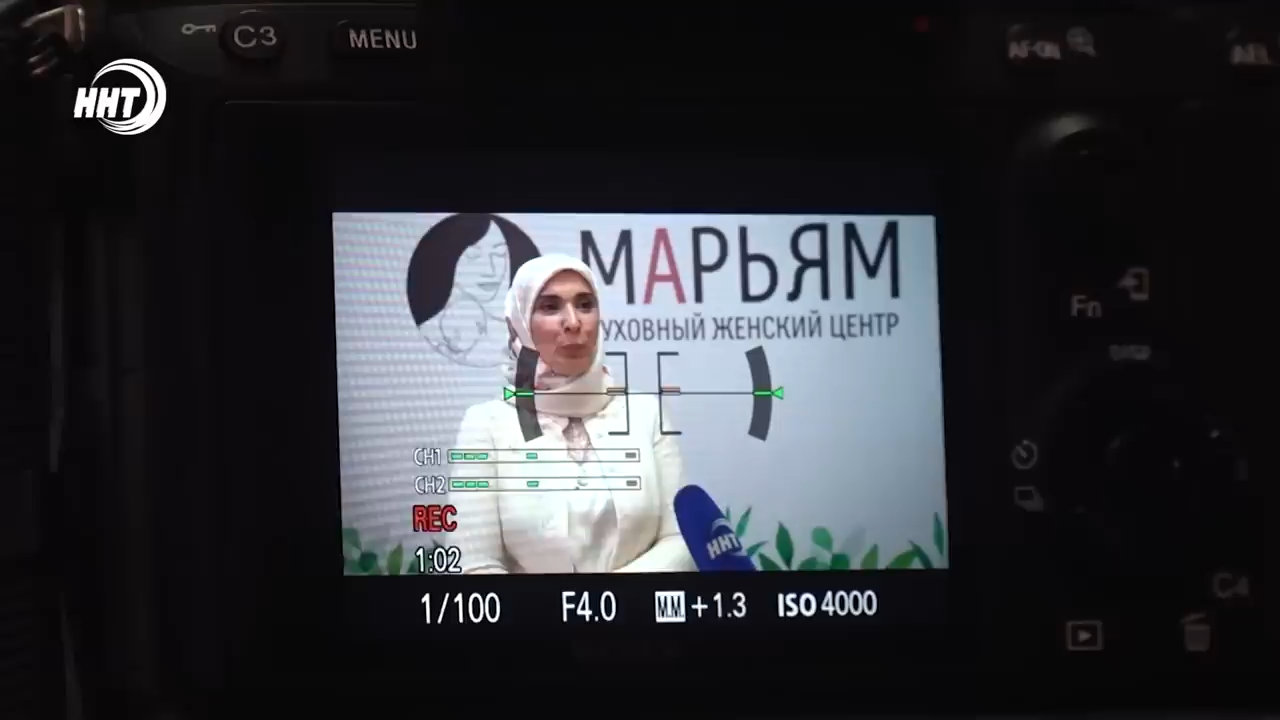 C3
MENU
AF-ON
AEL
ННТ
МАРЬЯМ
УХОВНЫЙ ЖЕНСКИЙ ЦЕНТР
Fn
DISP
CH1
CH2
REC
ННТ
1:02
C4
1/100 F4.0 M.M. +1.3 ISO 4000